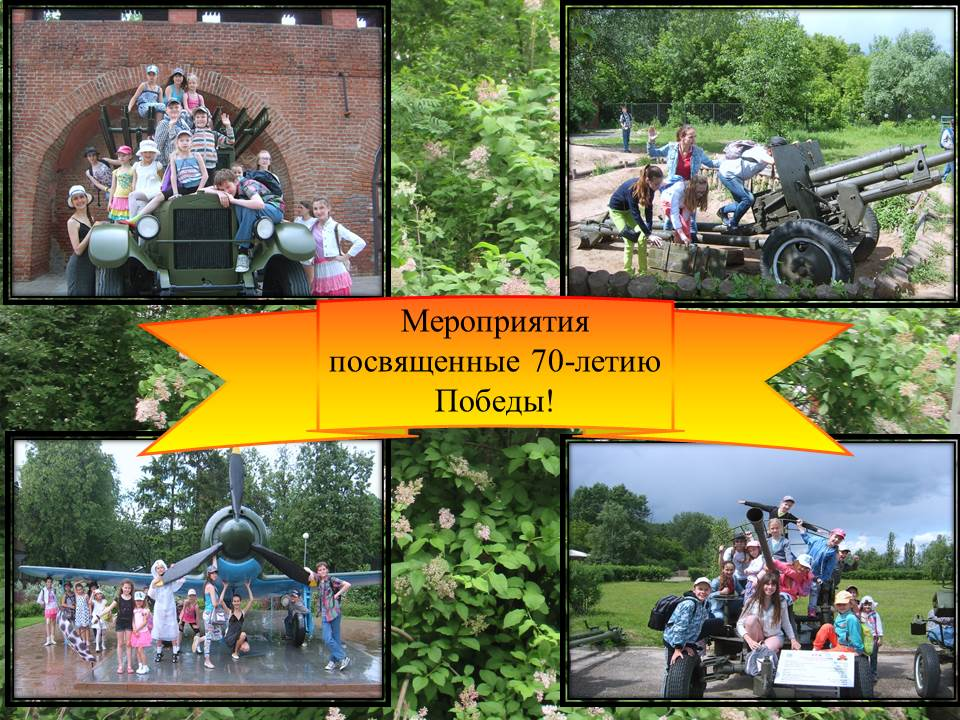 Мероприятия
посвященные 70-летию
Победы!